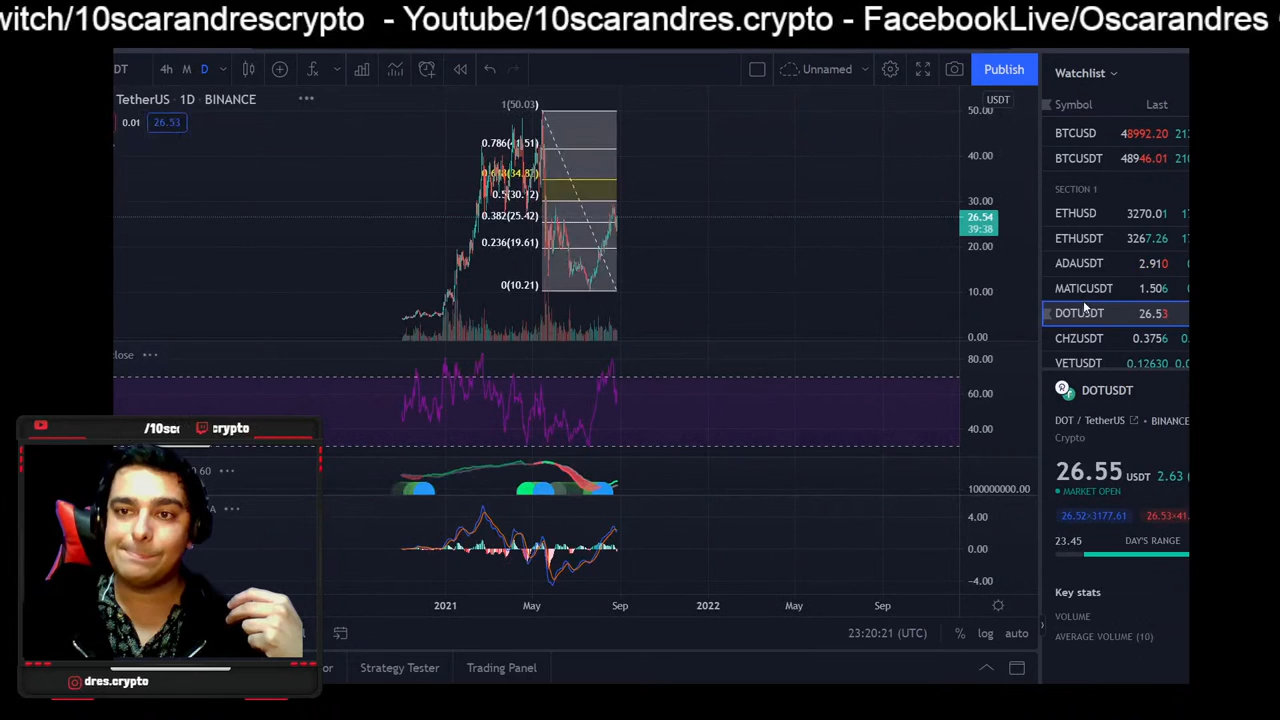 witch/10scarandrescrypto - Youtube/10scarandres.crypto - FacebookLive/Oscarandres
DT 4h M D Unnamed Publish
TetherUS · 1D · BINANCE
0.01 26.53
USDT
50.00
40.00
30.00
26.54
39:38
20.00
10.00
0.00
1(50.03)
0.5(30.12)
0.382(25.42)
0.236(19.61)
0(10.21)
close
80.00
60.00
40.00
60
100000000.00
4.00
0.00
−4.00
2021 May Sep 2022 May Sep
23:20:21 (UTC) % log auto
or Strategy Tester Trading Panel
Watchlist
Symbol Last
BTCUSD 48992.20
BTCUSDT 48946.01
SECTION 1
ETHUSD 3270.01
ETHUSDT 3267.26
ADAUSDT 2.910
MATICUSDT 1.506
DOTUSDT 26.53
CHZUSDT 0.3756
VETUSDT 0.12630
DOTUSDT
DOT / TetherUS BINANCE
Crypto
26.55 USDT 2.63
MARKET OPEN
26.52×3177.61 26.53×41
23.45 DAY'S RANGE
Key stats
VOLUME
AVERAGE VOLUME (10)
/10sc crypto
dres.crypto